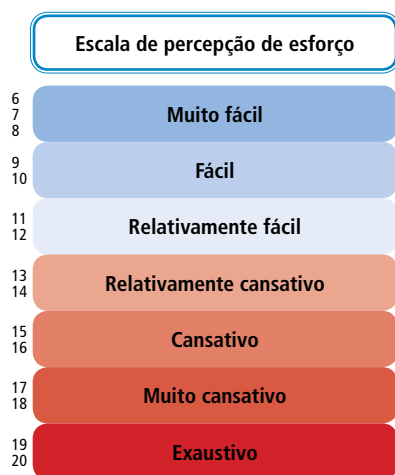 Escala de percepção de esforço
6
7
8
Muito fácil
9
10
Fácil
11
12
Relativamente fácil
13
14
Relativamente cansativo
15
16
Cansativo
17
18
Muito cansativo
19
20
Exaustivo